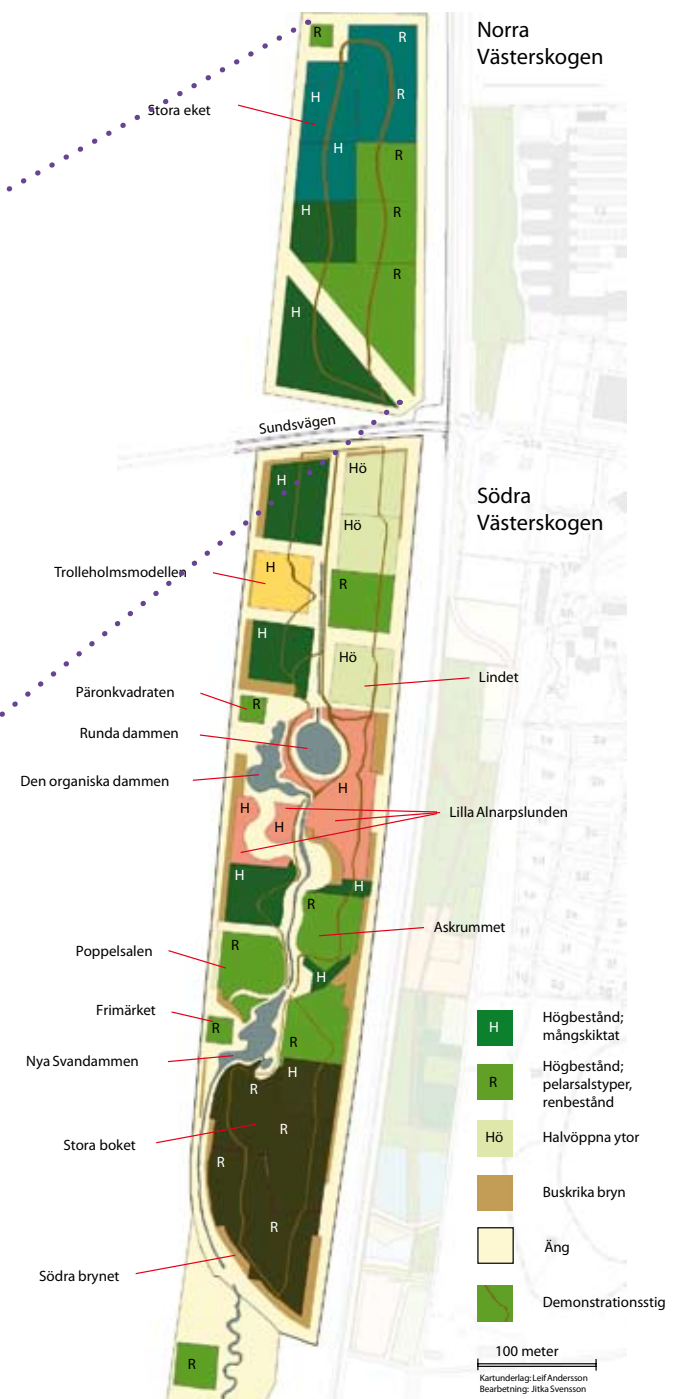 Norra
Västerskogen
R
R
H
R
Stora eket
H
R
H
R
R
H
Sundsvägen
Södra
Västerskogen
Hö
H
Hö
Trolleholmsmodellen
H
R
H
Hö
Lindet
Päronkvadraten
R
Runda dammen
Den organiska dammen
H
H
H
Lilla Alnarpslunden
H
H
R
Askrummet
R
Poppelsalen
H
Frimärket
R
R
Nya Svandammen
H
R
Stora boket
R
R
R
Södra brynet
R
H
Högbestånd;
mångskiktat
R
Högbestånd;
pelarsalstyper,
renbestånd
Hö
Halvöppna ytor
Buskrika bryn
Äng
Demonstrationsstig
100 meter
Kartunderlag: Leif Andersson
Bearbetning: Jitka Svensson